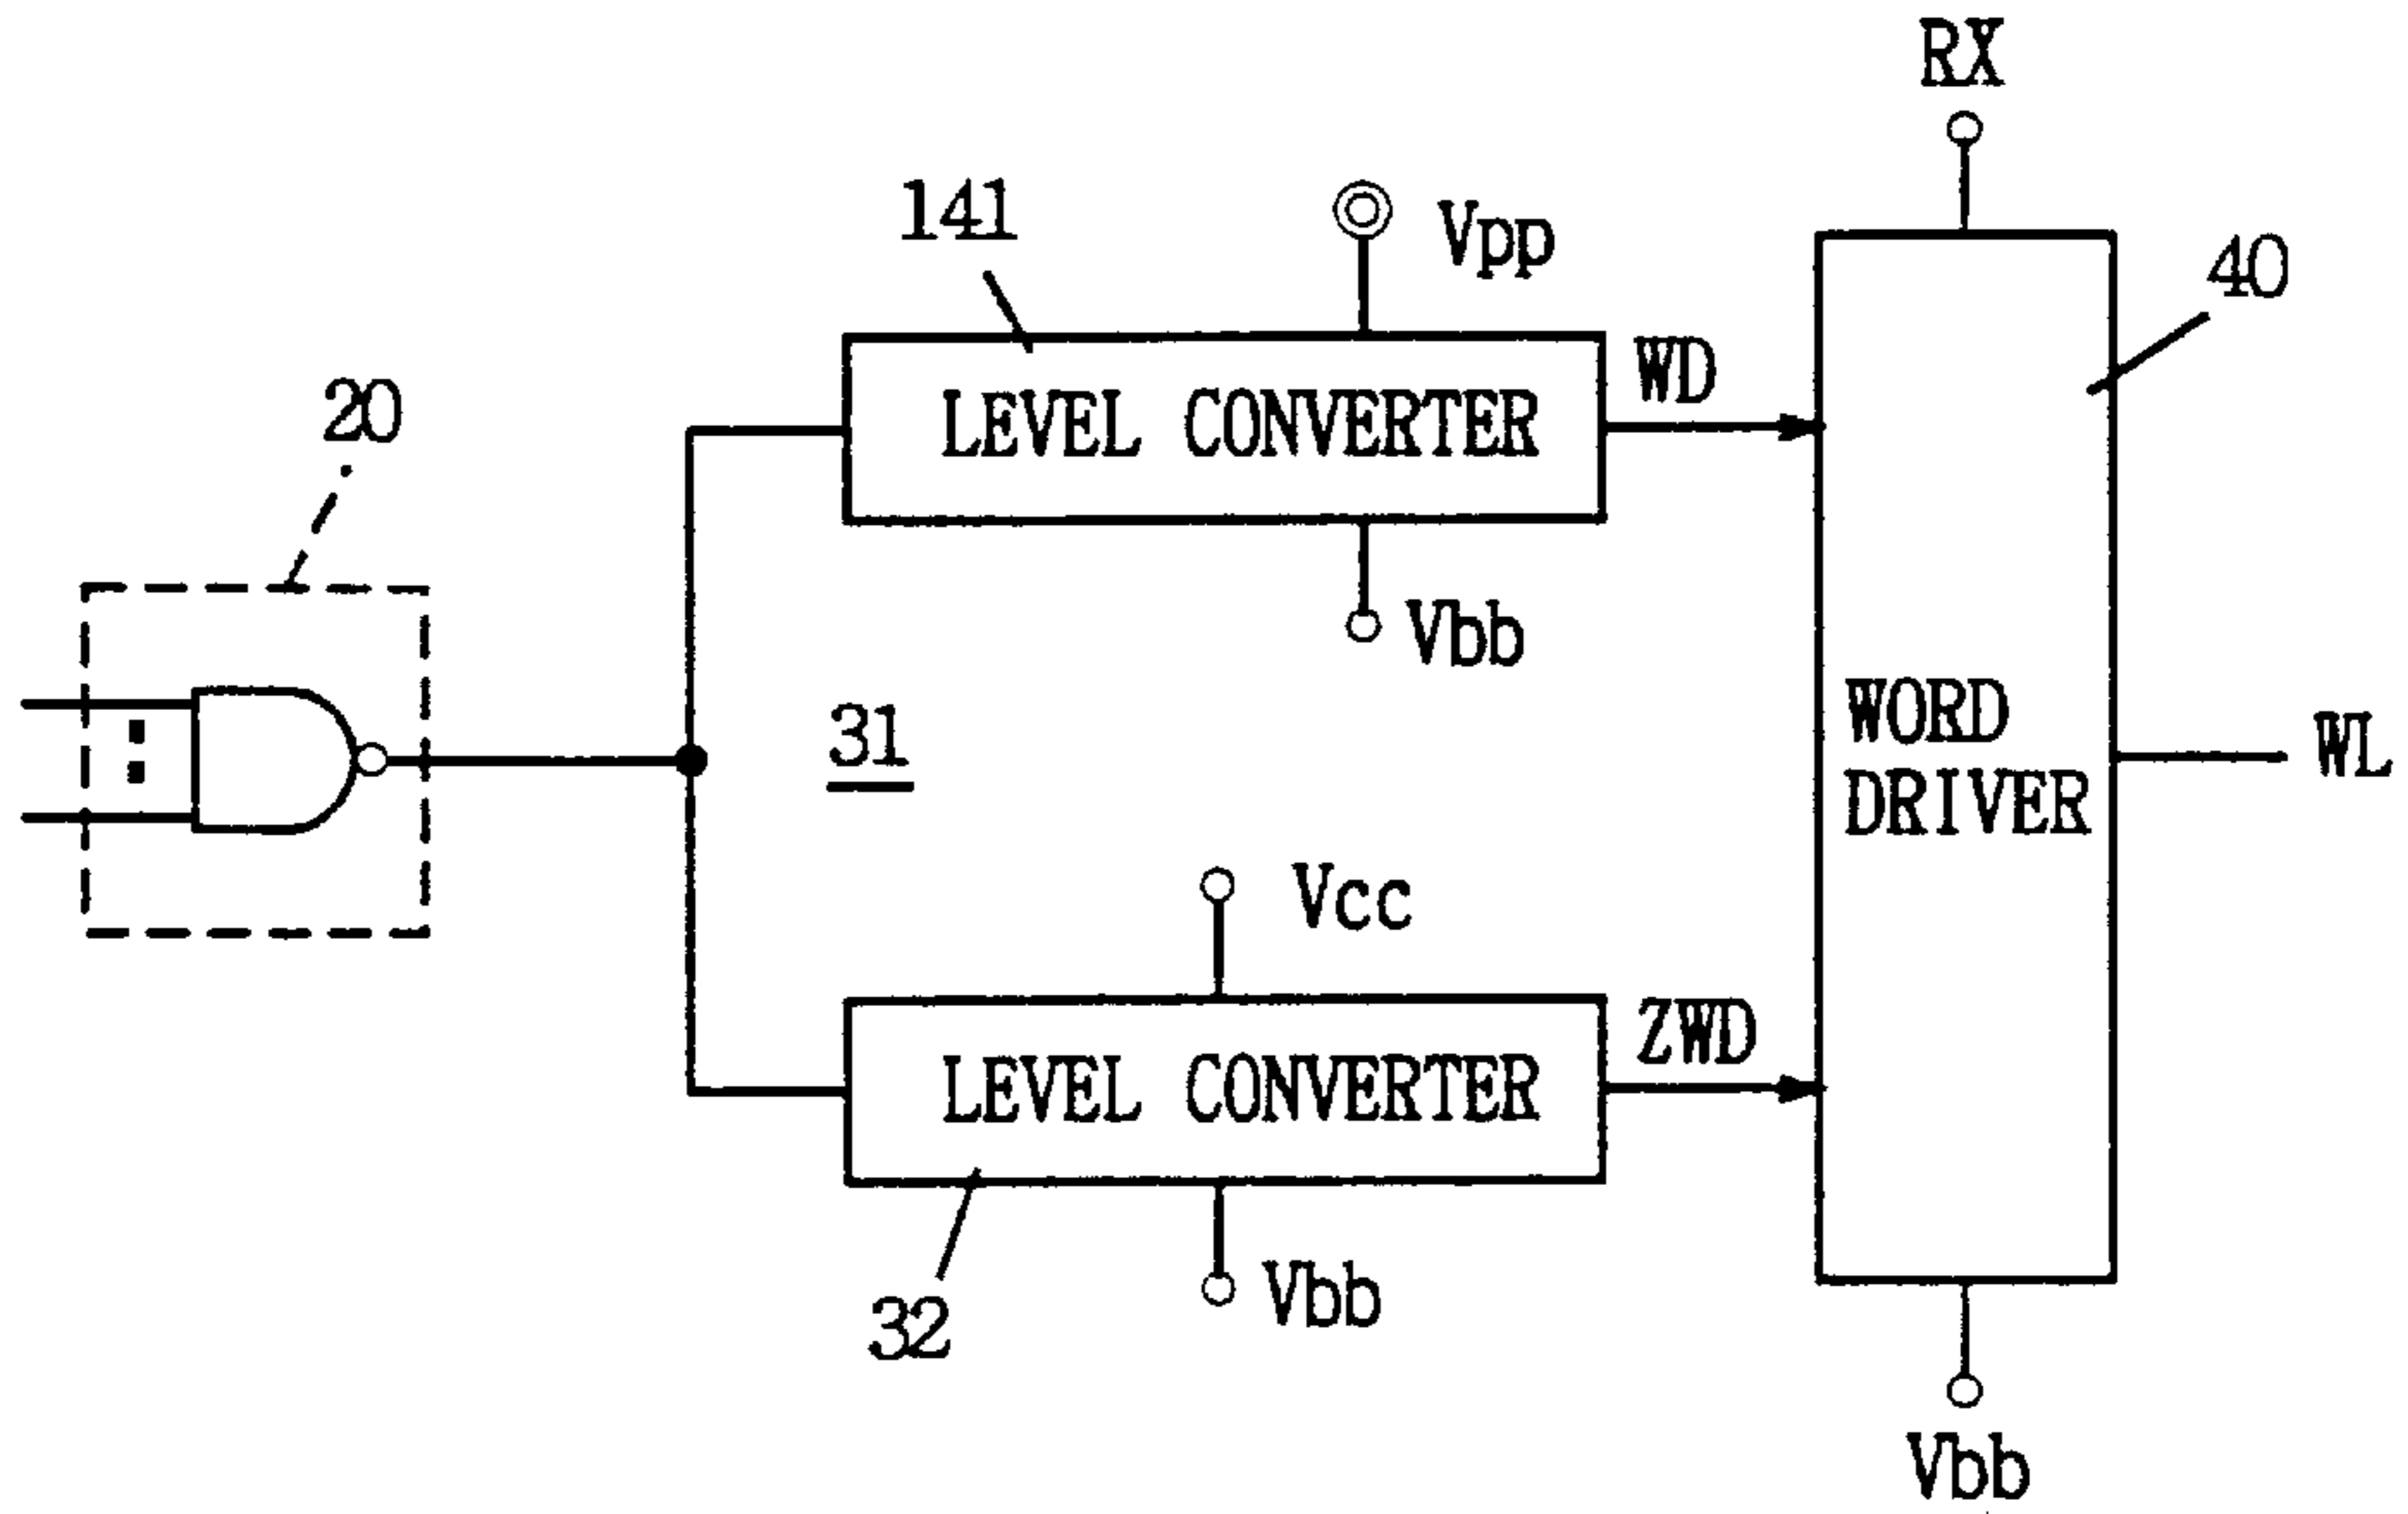 RX
141
Vpp
40
WD
LEVEL CONVERTER
20
Vbb
31
WORD
DRIVER
WL
Vcc
ZWD
LEVEL CONVERTER
32
Vbb
Vbb